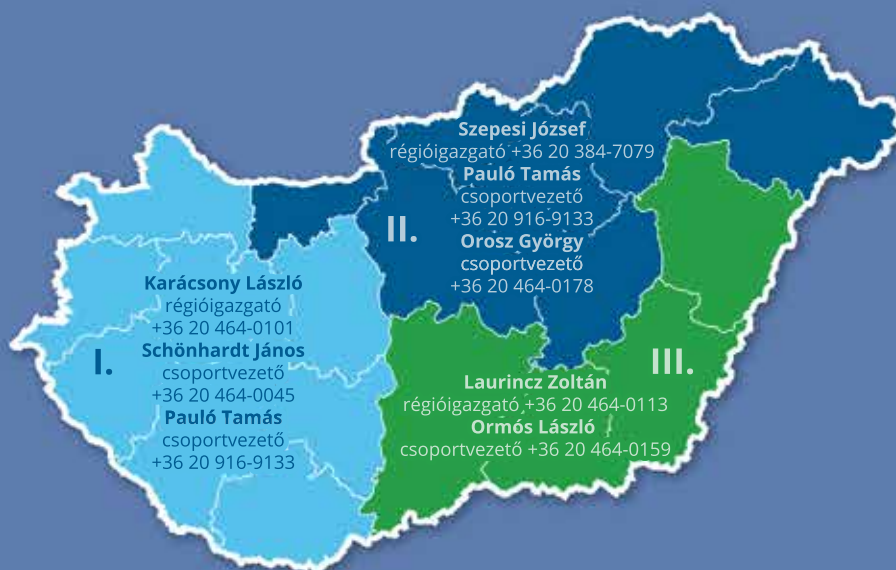 I.
Karácsony László
régióigazgató
+36 20 464-0101
Schönhardt János
csoportvezető
+36 20 464-0045
Pauló Tamás
csoportvezető
+36 20 916-9133
II.
Szepesi József
régióigazgató +36 20 384-7079
Pauló Tamás
csoportvezető
+36 20 916-9133
Orosz György
csoportvezető
+36 20 464-0178
III.
Laurincz Zoltán
régióigazgató +36 20 464-0113
Ormós László
csoportvezető +36 20 464-0159